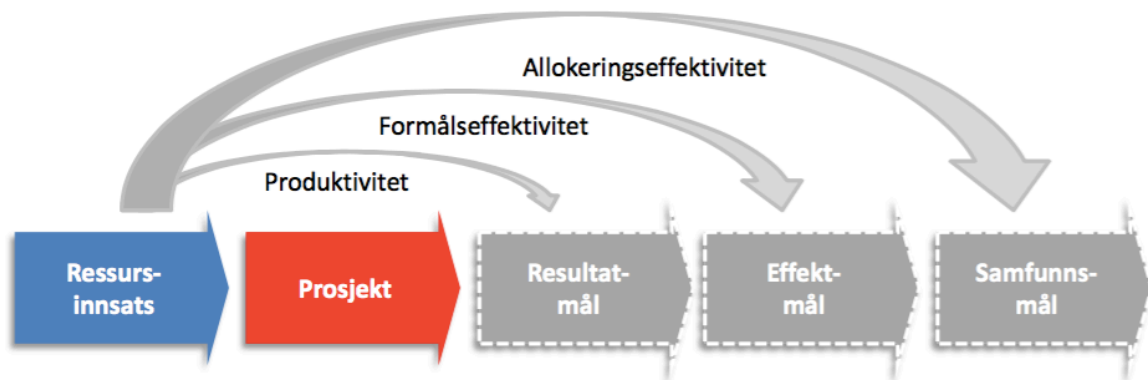 Allokeringseffektivitet
Formålseffektivitet
Produktivitet
Ressurs-
innsats
Prosjekt
Resultat-
mål
Effekt-
mål
Samfunns-
mål